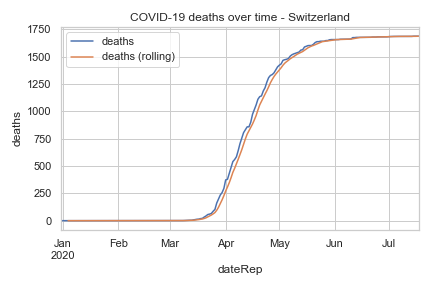 COVID-19 deaths over time - Switzerland
deaths
deaths (rolling)
1750
1500
1250
1000
750
500
250
0
deaths
Jan Feb Mar Apr May Jun Jul
2020
dateRep